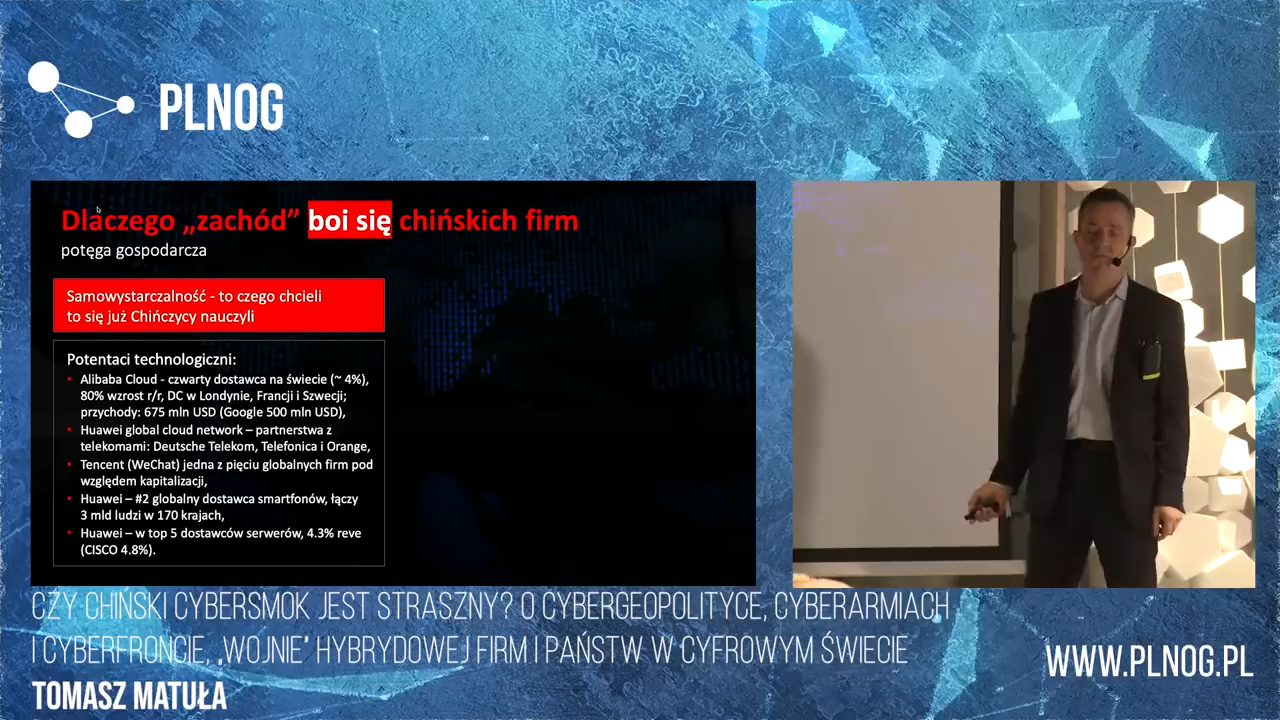 PLNOG
Dlaczego „zachód” boi się chińskich firm
potęga gospodarcza
Samowystarczalność - to czego chcieli
to się już Chińczycy nauczyli
Potentaci technologiczni:
• Alibaba Cloud - czwarty dostawca na świecie (~ 4%),
80% wzrost r/r, DC w Londynie, Francji i Szwecji;
przychody: 675 mln USD (Google 500 mln USD),
• Huawei global cloud network – partnerstwa z
telekomami: Deutsche Telekom, Telefonica i Orange,
• Tencent (WeChat) jedna z pięciu globalnych firm pod
względem kapitalizacji,
• Huawei – #2 globalny dostawca smartfonów, łączy
3 mld ludzi w 170 krajach,
• Huawei – w top 5 dostawców serwerów, 4.3% reve
(CISCO 4.8%).
CZY CHIŃSKI CYBERSMOK JEST STRASZNY? O CYBERGEOPOLITYCE, CYBERARMIACH
I CYBERFRONCIE, „WOJNIE” HYBRYDOWEJ FIRM I PAŃSTW W CYFROWYM ŚWIECIE
TOMASZ MATUŁA
WWW.PLNOG.PL